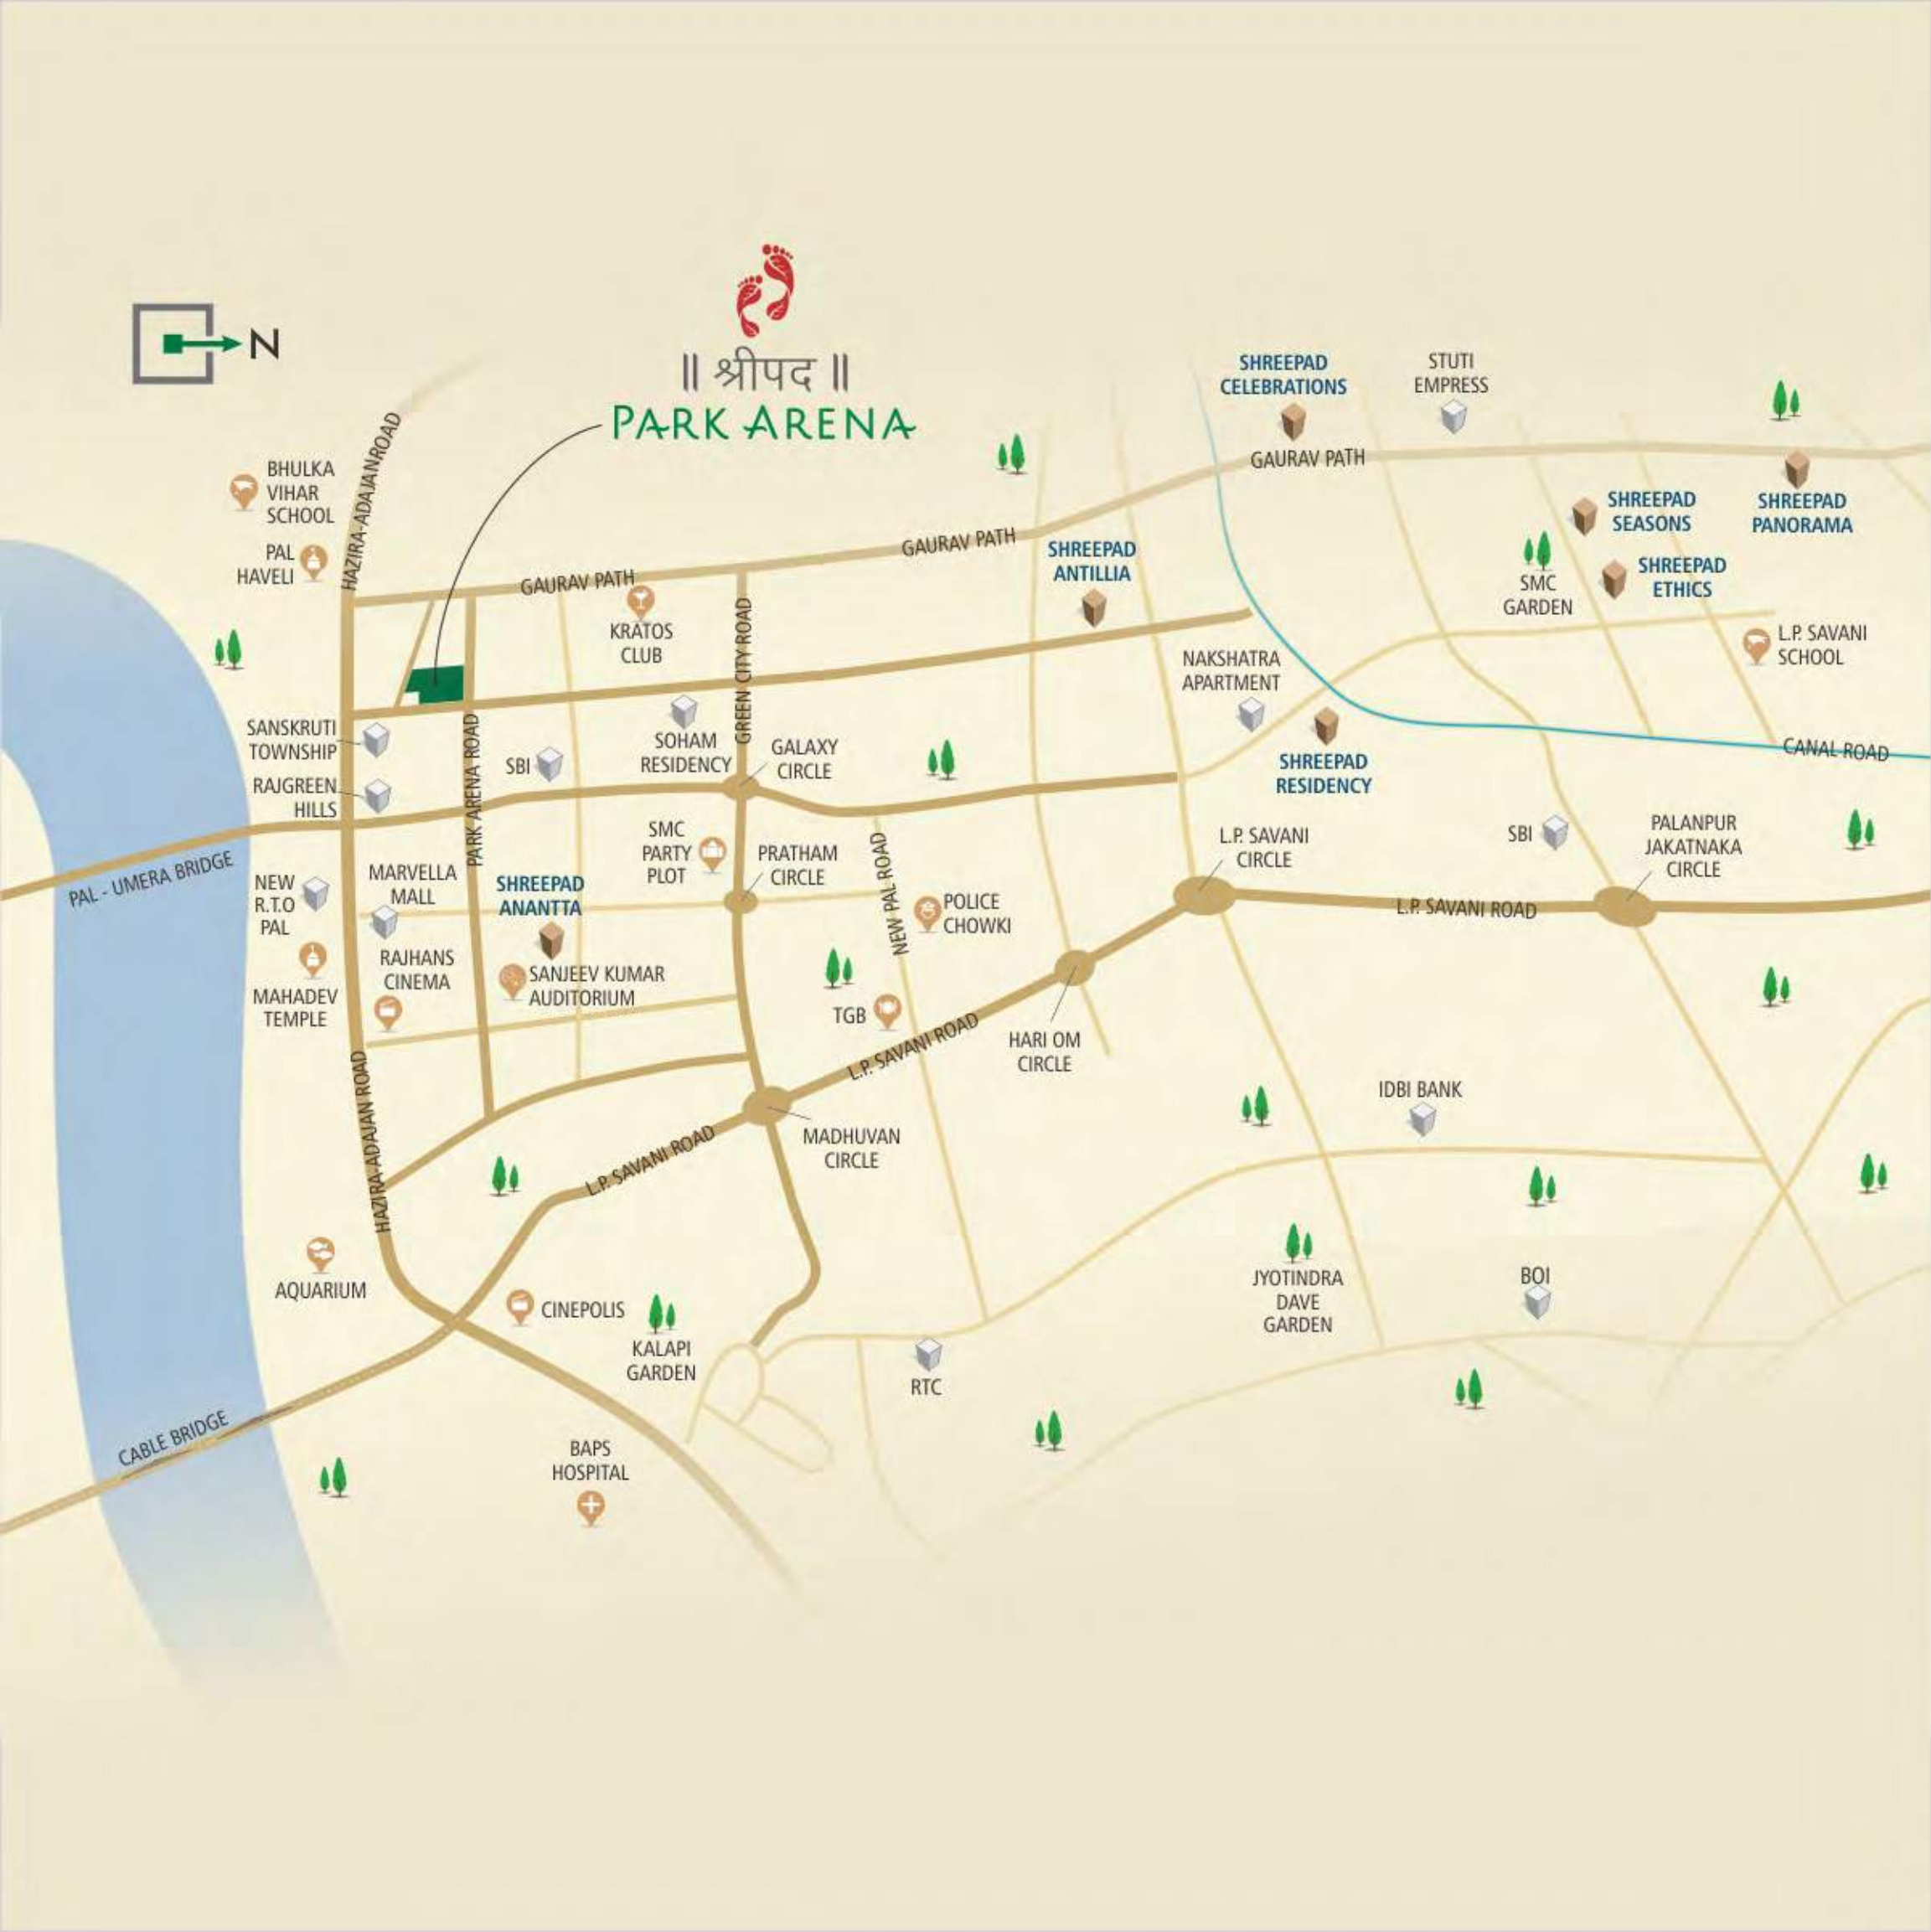 N
|| श्रीपद ||
PARK ARENA
SHREEPAD
CELEBRATIONS
STUTI
EMPRESS
GAURAV PATH
HAZIRA-ADAJANROAD
BHULKA
VIHAR
SCHOOL
PAL
HAVELI
GAURAV PATH
GAURAV PATH
SHREEPAD
ANTILLIA
SHREEPAD
SEASONS
SHREEPAD
PANORAMA
SMC
GARDEN
SHREEPAD
ETHICS
KRATOS
CLUB
GREEN CITY ROAD
NAKSHATRA
APARTMENT
L.P. SAVANI
SCHOOL
SANSKRUTI
TOWNSHIP
PARK ARENA ROAD
SBI
SOHAM
RESIDENCY
GALAXY
CIRCLE
SHREEPAD
RESIDENCY
CANAL ROAD
RAJGREEN
HILLS
PAL - UMERA BRIDGE
SMC
PARTY
PLOT
PRATHAM
CIRCLE
NEW PAL ROAD
L.P. SAVANI
CIRCLE
SBI
PALANPUR
JAKATNAKA
CIRCLE
NEW
R.T.O
PAL
MARVELLA
MALL
SHREEPAD
ANANTTA
POLICE
CHOWKI
L.P. SAVANI ROAD
RAJHANS
CINEMA
SANJEEV KUMAR
AUDITORIUM
MAHADEV
TEMPLE
TGB
L.P. SAVANI ROAD
HARI OM
CIRCLE
HAZIRA-ADAJAN ROAD
IDBI BANK
L.P. SAVANI ROAD
MADHUVAN
CIRCLE
AQUARIUM
CINEPOLIS
KALAPI
GARDEN
RTC
JYOTINDRA
DAVE
GARDEN
BOI
CABLE BRIDGE
BAPS
HOSPITAL